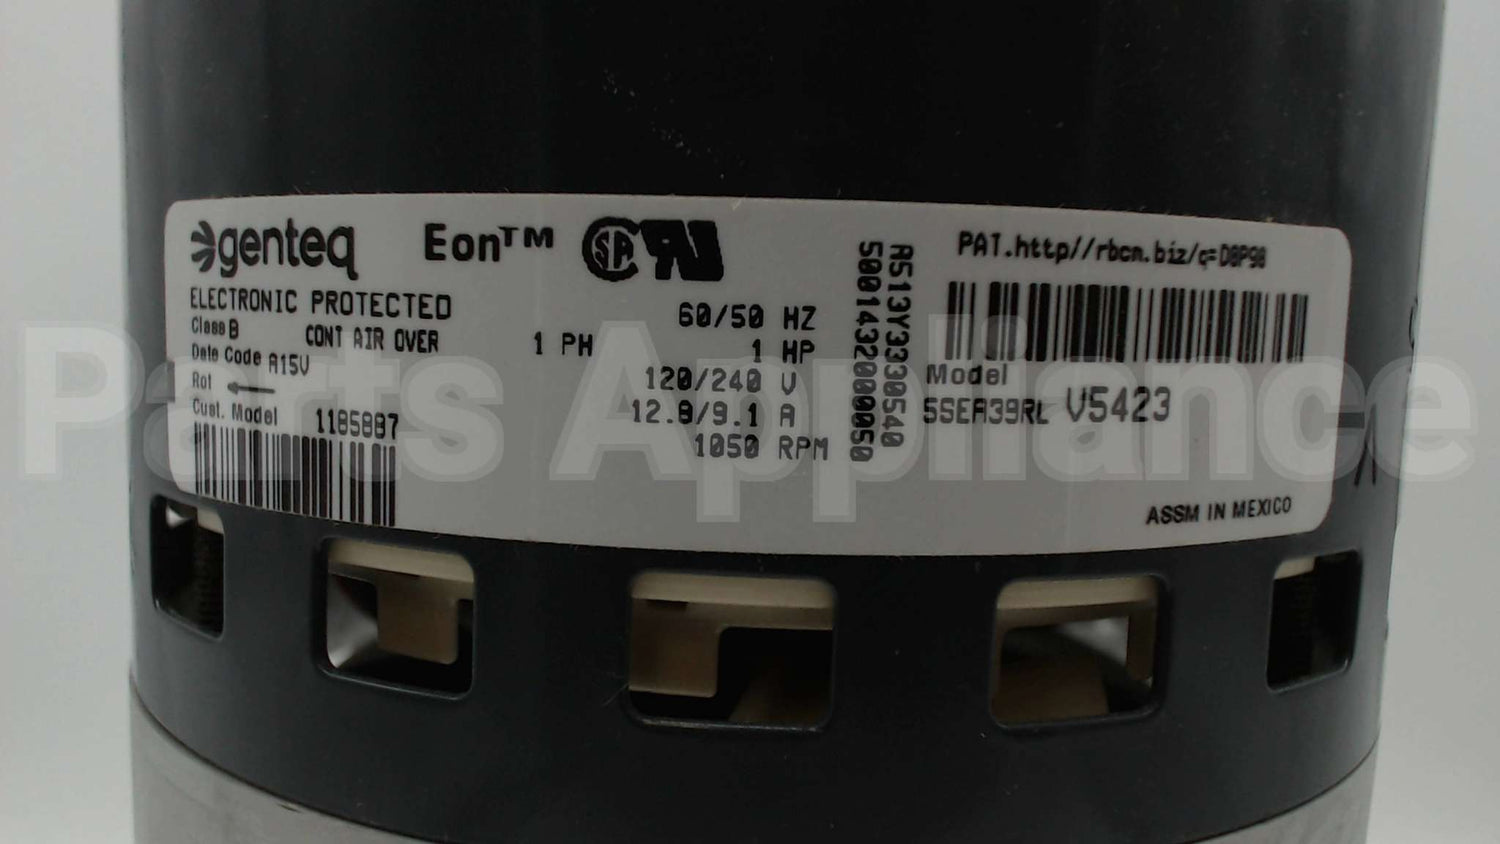 genteq Eon™
ELECTRONIC PROTECTED
Class B CONT AIR OVER 1 PH
Date Code A15V
Rot
Cust. Model 1185887
60/50 HZ
1 HP
120/240 V
12.8/9.1 A
1050 RPM
A513Y3330540
5001432000050
PAT.http//rbcm.biz/q=D8P98
Model
5SEA39RL V5423
ASSM IN MEXICO
Parts Appliance